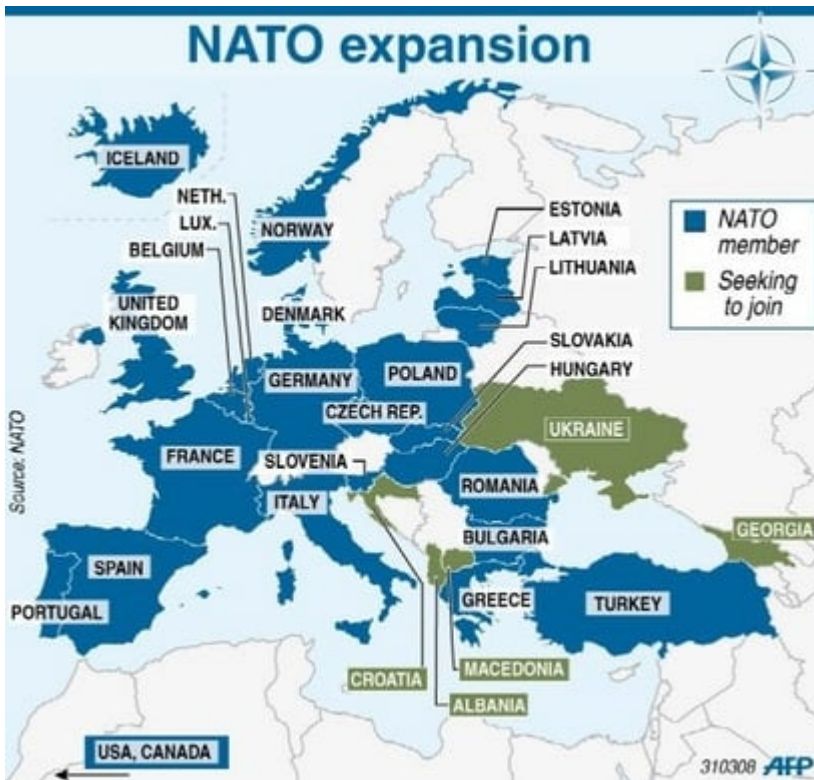 NATO expansion
ICELAND
NETH.
LUX.
BELGIUM
NORWAY
ESTONIA
LATVIA
LITHUANIA
NATO
member
Seeking
to join
UNITED
KINGDOM
DENMARK
SLOVAKIA
HUNGARY
GERMANY
POLAND
CZECH REP.
UKRAINE
FRANCE
SLOVENIA
ITALY
ROMANIA
BULGARIA
GEORGIA
SPAIN
PORTUGAL
GREECE
TURKEY
CROATIA
MACEDONIA
ALBANIA
Source: NATO
USA, CANADA
310308 AFP